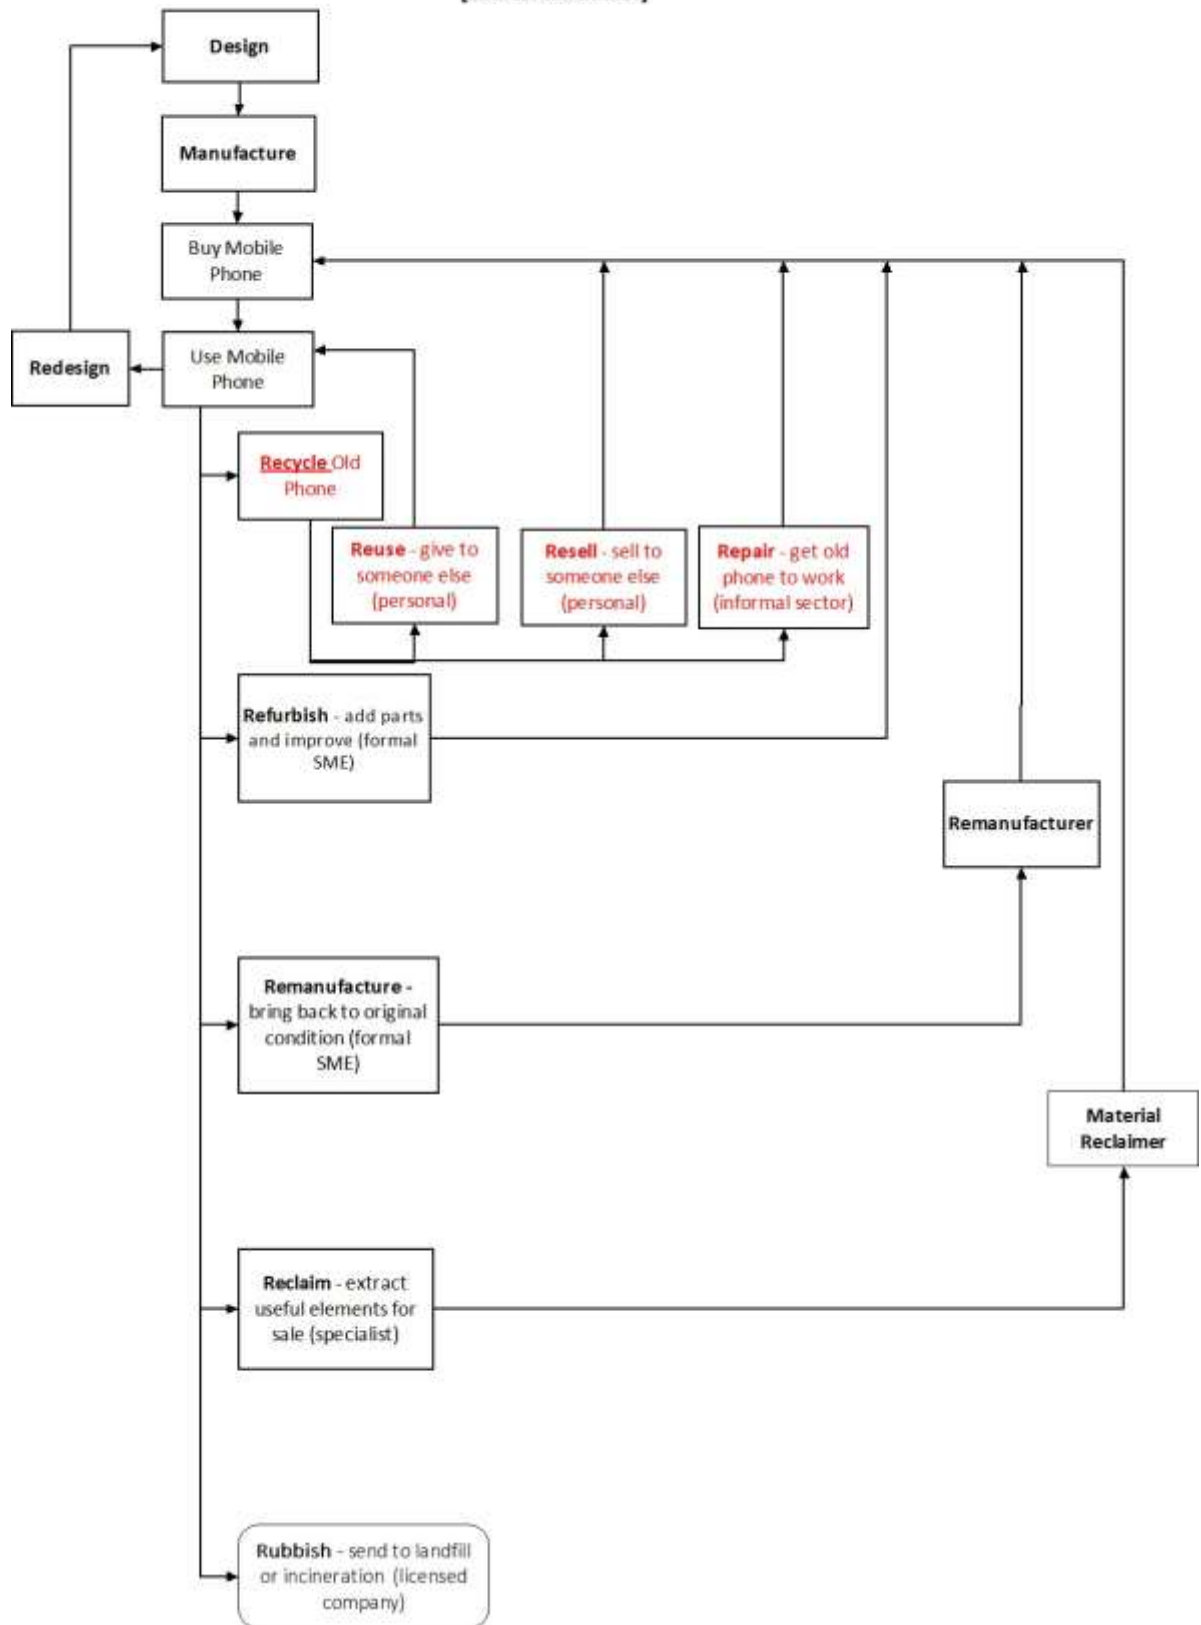 Design
Manufacture
Buy Mobile
Phone
Use Mobile
Phone
Redesign
Recycle Old
Phone
Reuse - give to
someone else
(personal)
Resell - sell to
someone else
(personal)
Repair - get old
phone to work
(informal sector)
Refurbish - add parts
and improve (formal
SME)
Remanufacturer
Remanufacture -
bring back to original
condition (formal
SME)
Material
Reclaimer
Reclaim - extract
useful elements for
sale (specialist)
Rubbish - send to landfill
or incineration (licensed
company)